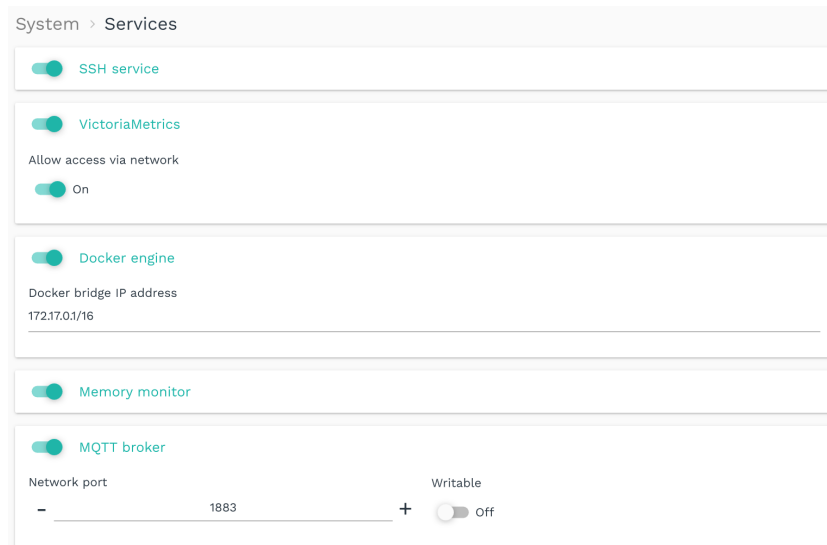 System > Services
SSH service
VictoriaMetrics
Allow access via network
On
Docker engine
Docker bridge IP address
172.17.0.1/16
Memory monitor
MQTT broker
Network port Writable
- 1883 + Off